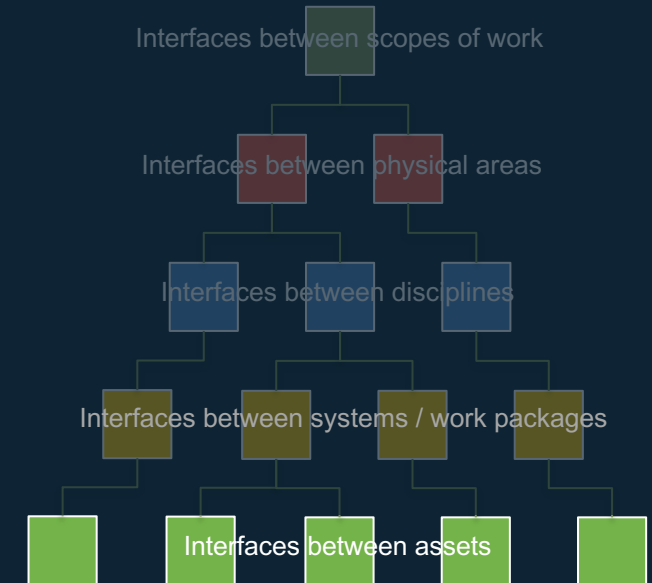 Interfaces between scopes of work
Interfaces between physical areas
Interfaces between disciplines
Interfaces between systems / work packages
Interfaces between assets